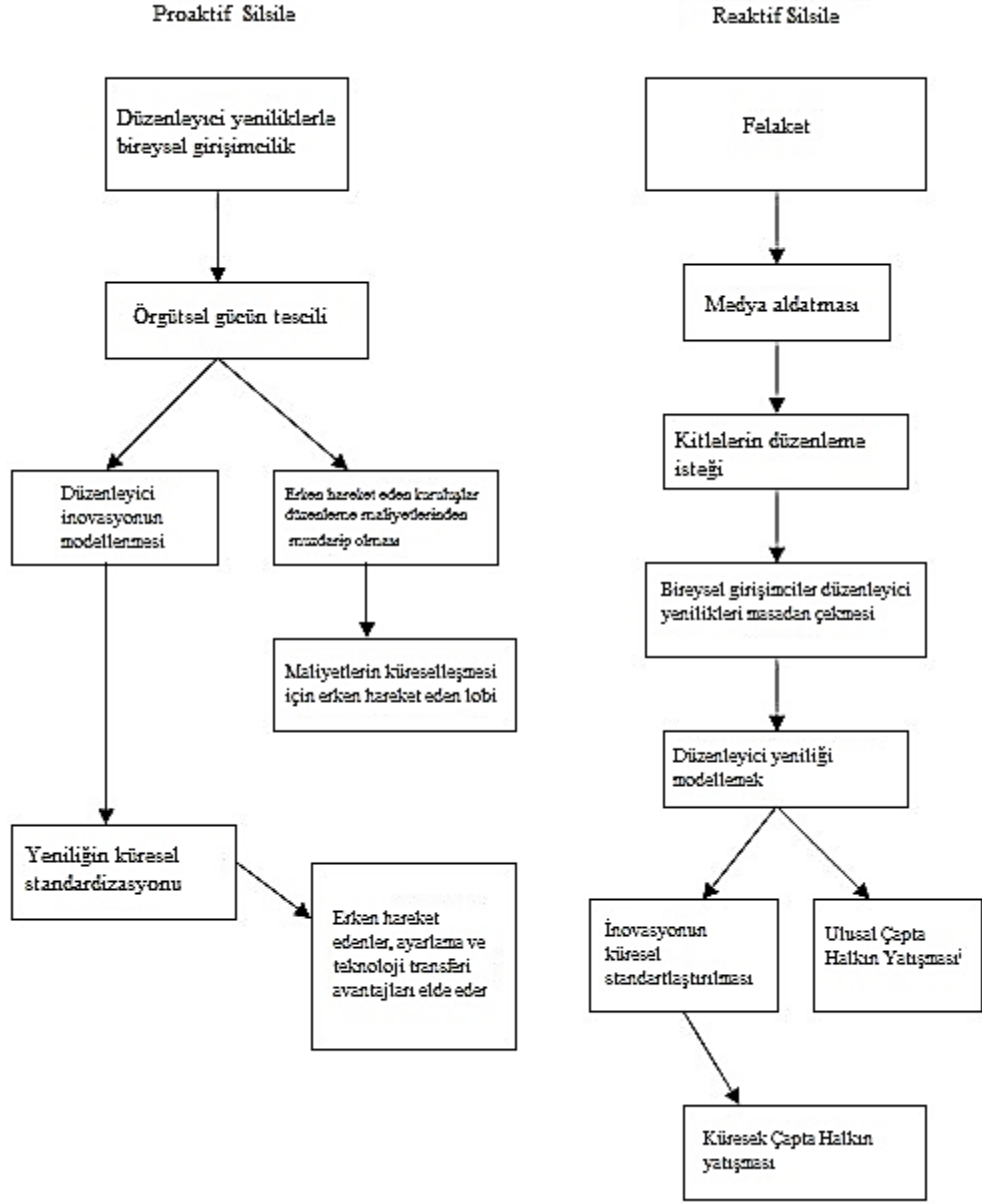 Proaktif Silsile
Düzenleyici yeniliklerle
bireysel girişimcilik
Örgütsel gücün tescili
Düzenleyici
inovasyonun
modellenmesi
Erken hareket eden kuruluşlar
düzenleme maliyetlerinden
muzdarip olması
Maliyetlerin küreselleşmesi
için erken hareket eden lobi
Yeniliğin küresel
standardizasyonu
Erken hareket
edenler, ayarlama ve
teknoloji transferi
avantajları elde eder
Reaktif Silsile
Felaket
Medya aldatması
Kitlelerin düzenleme
isteği
Bireysel girişimciler düzenleyici
yenilikleri masadan çekmesi
Düzenleyici yeniliği
modellemek
İnovasyonun
küresel
standartlaştırılması
Ulusal Çapta
Halkın Yatışması
Küresek Çapta Halkın
yatışması